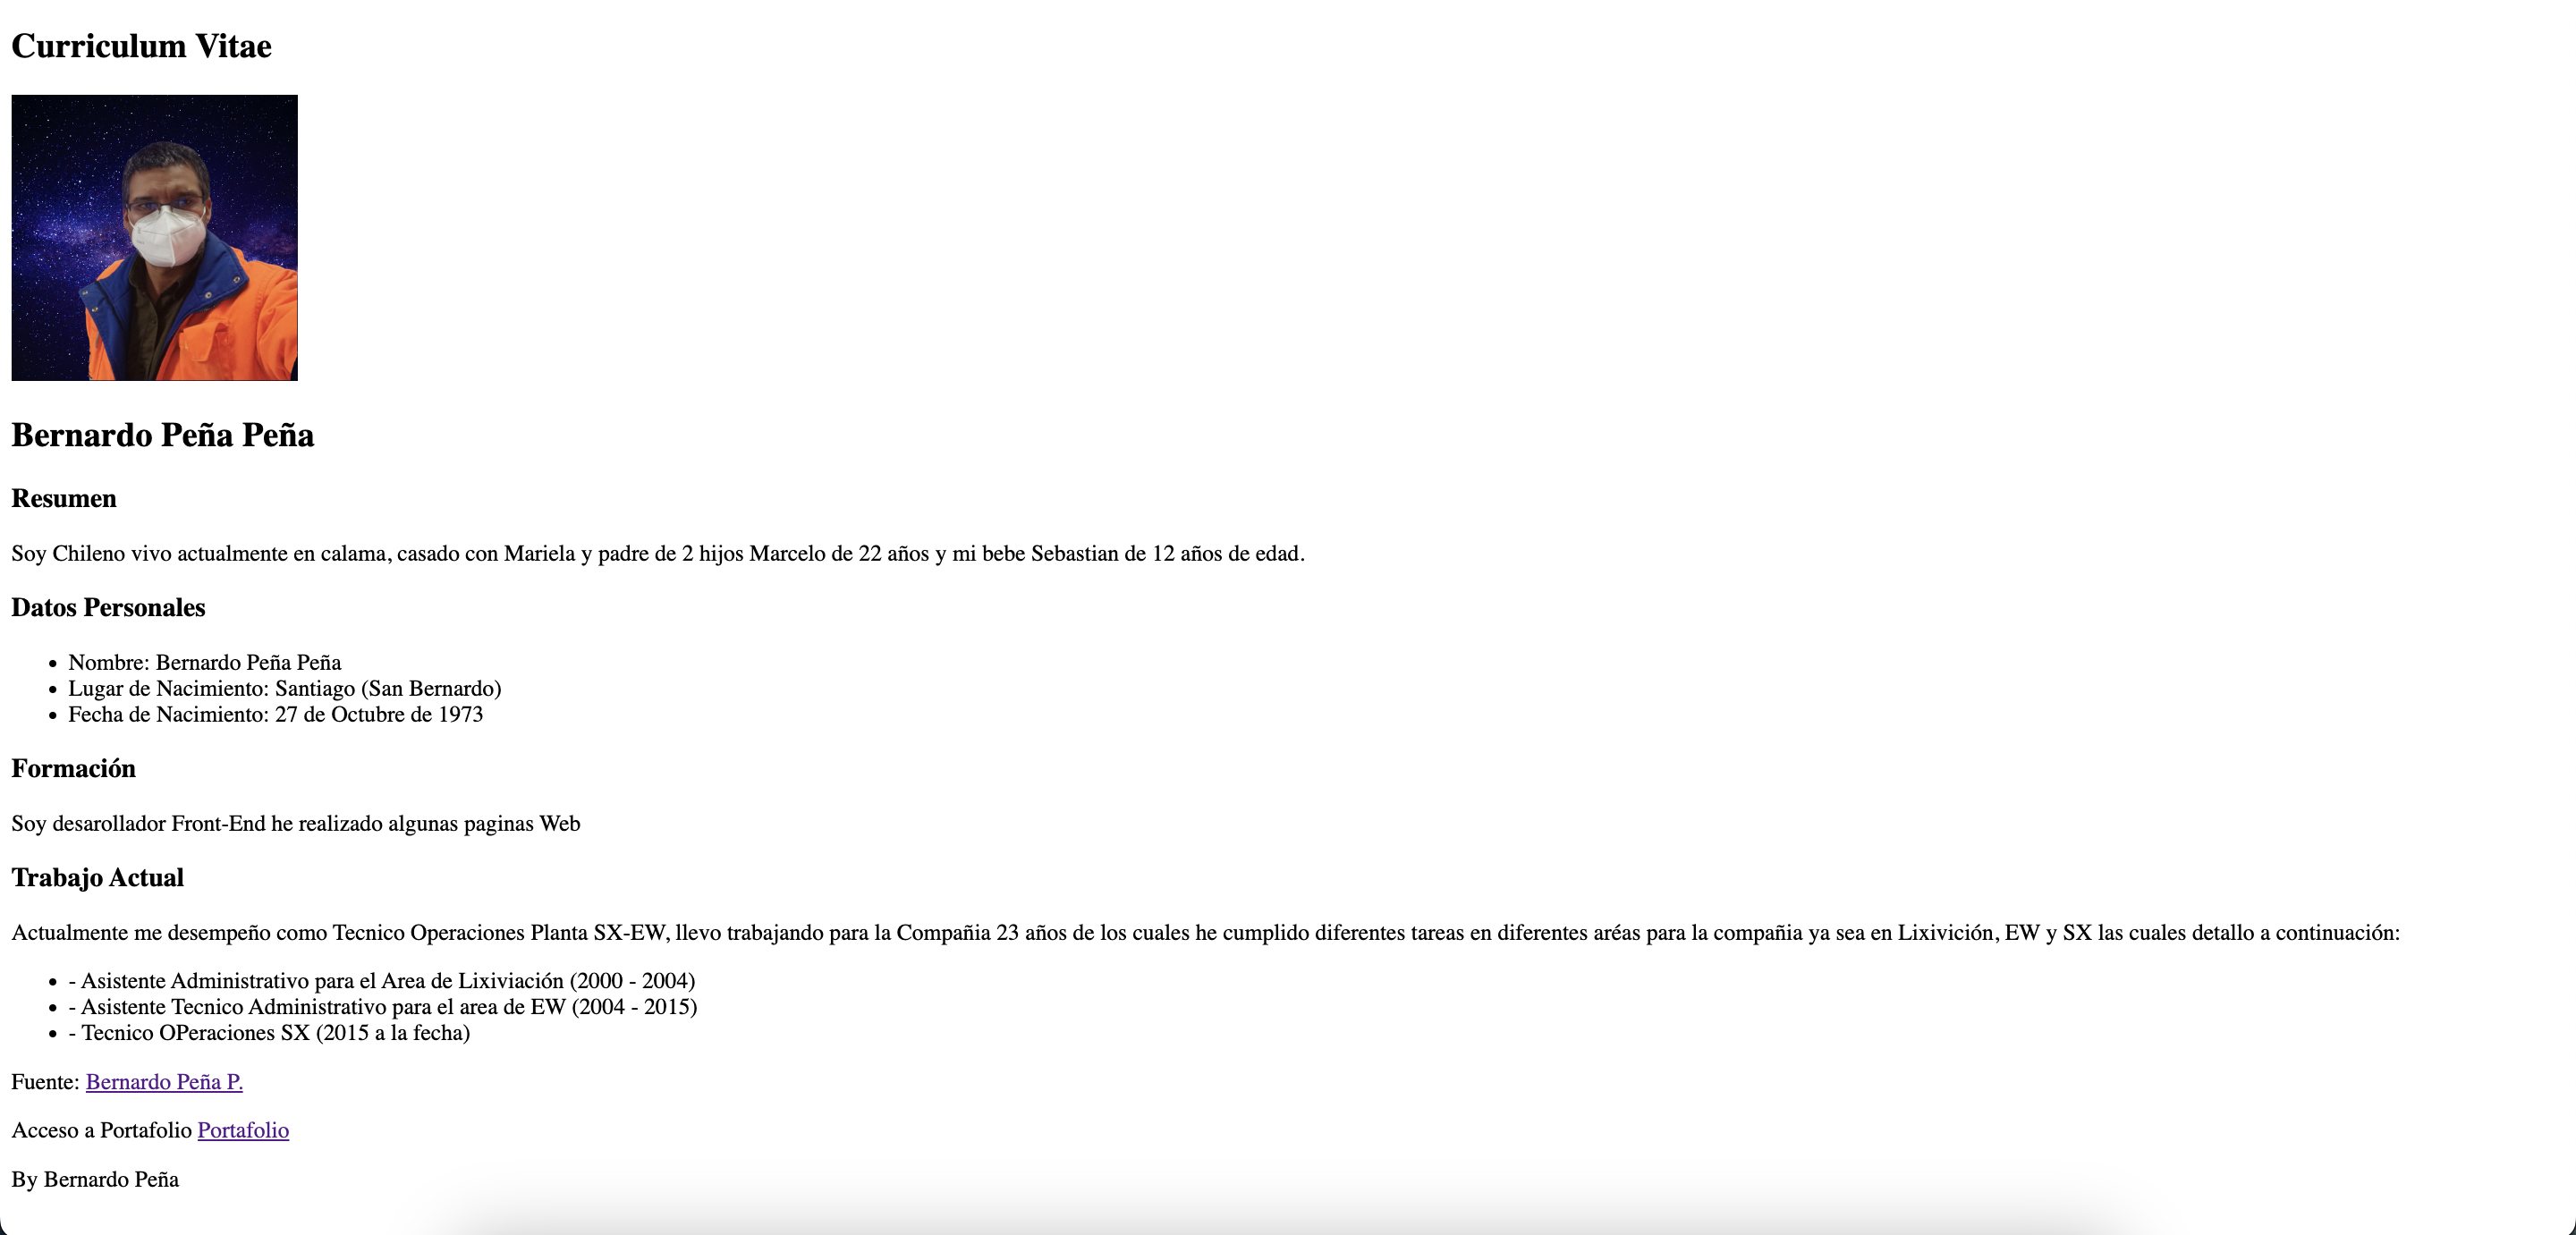 Curriculum Vitae
Bernardo Peña Peña
Resumen
Soy Chileno vivo actualmente en calama, casado con Mariela y padre de 2 hijos Marcelo de 22 años y mi bebe Sebastian de 12 años de edad.
Datos Personales
• Nombre: Bernardo Peña Peña
• Lugar de Nacimiento: Santiago (San Bernardo)
• Fecha de Nacimiento: 27 de Octubre de 1973
Formación
Soy desarollador Front-End he realizado algunas paginas Web
Trabajo Actual
Actualmente me desempeño como Tecnico Operaciones Planta SX-EW, llevo trabajando para la Compañia 23 años de los cuales he cumplido diferentes tareas en diferentes aréas para la compañia ya sea en Lixivición, EW y SX las cuales detallo a continuación:
• - Asistente Administrativo para el Area de Lixiviación (2000 - 2004)
• - Asistente Tecnico Administrativo para el area de EW (2004 - 2015)
• - Tecnico OPeraciones SX (2015 a la fecha)
Fuente: Bernardo Peña P.
Acceso a Portafolio Portafolio
By Bernardo Peña